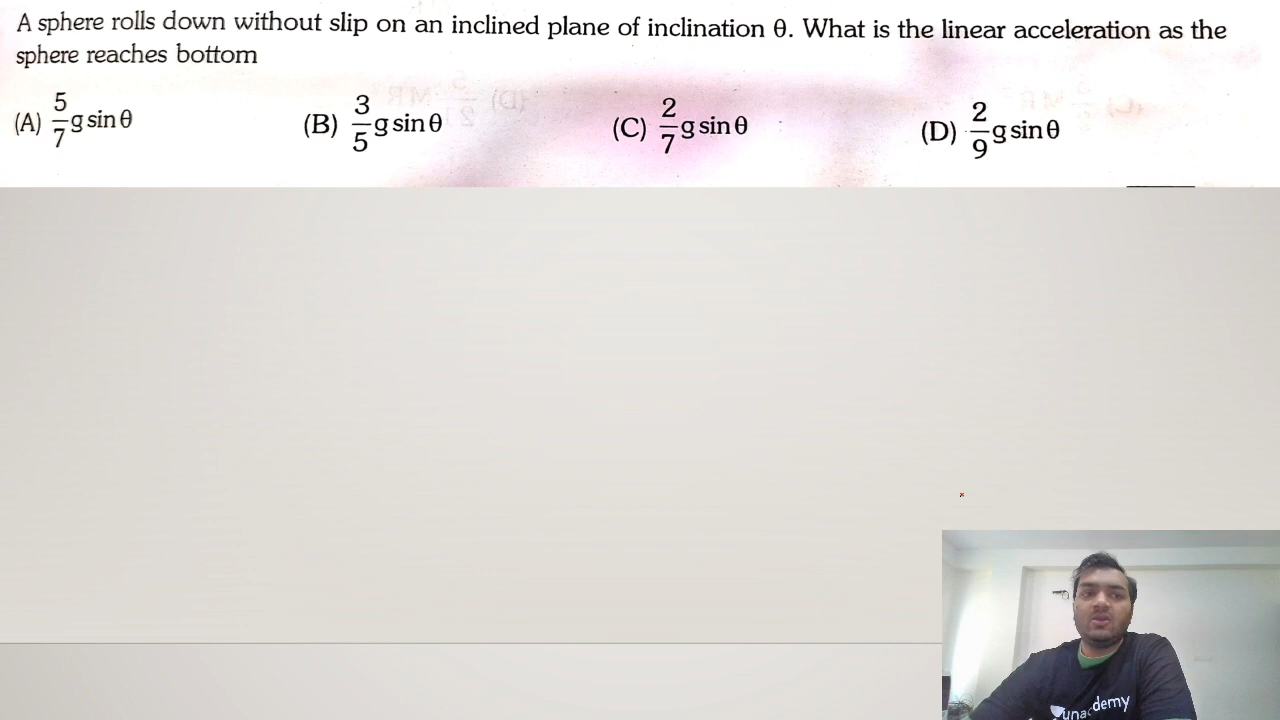 A sphere rolls down without slip on an inclined plane of inclination θ. What is the linear acceleration as the
sphere reaches bottom
(A) 5/7 g sin θ (B) 3/5 g sin θ (C) 2/7 g sin θ (D) 2/9 g sin θ
unacademy